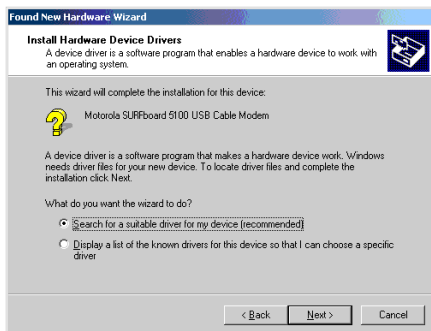 Found New Hardware Wizard
Install Hardware Device Drivers
A device driver is a software program that enables a hardware device to work with
an operating system.
This wizard will complete the installation for this device:
Motorola SURFboard 5100 USB Cable Modem
A device driver is a software program that makes a hardware device work. Windows
needs driver files for your new device. To locate driver files and complete the
installation click Next.
What do you want the wizard to do?
Search for a suitable driver for my device (recommended)
Display a list of the known drivers for this device so that I can choose a specific
driver
< Back Next > Cancel